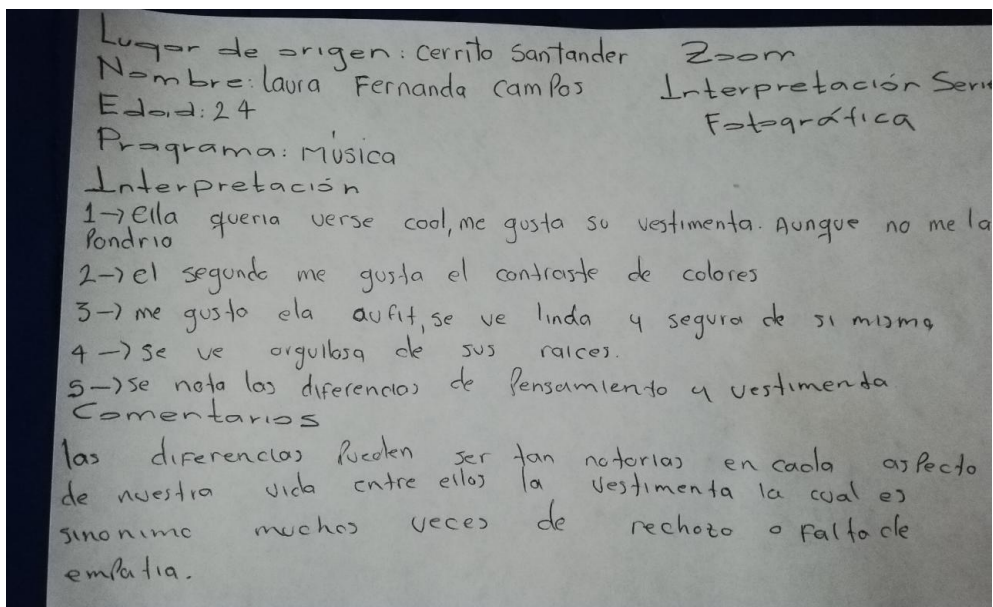 Lugar de origen: cerrito Santander
Zoom
Nombre: laura Fernanda camPos
Interpretación Serie
Edad: 24
Fotográfica
Programa: Música
Interpretación
1→ ella queria verse cool, me gusta su vestimenta. Aunque no me la
Pondrio
2→ el segundo me gusta el contraste de colores
3→ me gusto ela aufit, se ve linda y segura de si misma
4→ se ve orgullosa de sus raices.
5→ se nota las diferencias de Pensamiento y vestimenta
Comentarios
las diferencias Pueden ser tan notorias en cada asPecto
de nuestra vida entre ellos la vestimenta la cual es
sinonimo muchas veces de rechazo o falta de
emPatia.